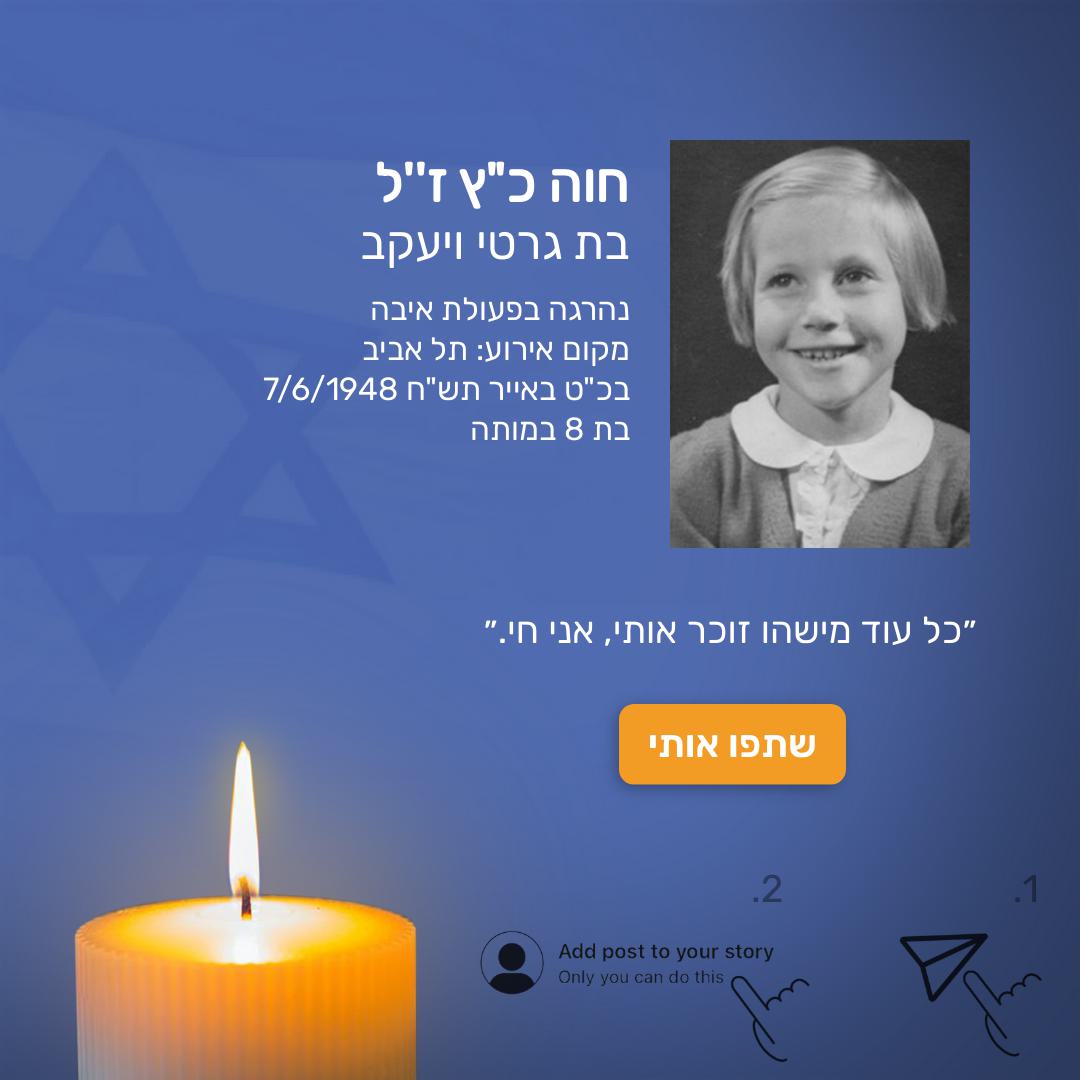 חוה כ"ץ ז''ל
בת גרטי ויעקב
נהרגה בפעולת איבה
מקום אירוע: תל אביב
בכ"ט באייר תש"ח 7/6/1948
בת 8 במותה
״כל עוד מישהו זוכר אותי, אני חי.״
שתפו אותי
.1
.2
Add post to your story
Only you can do this